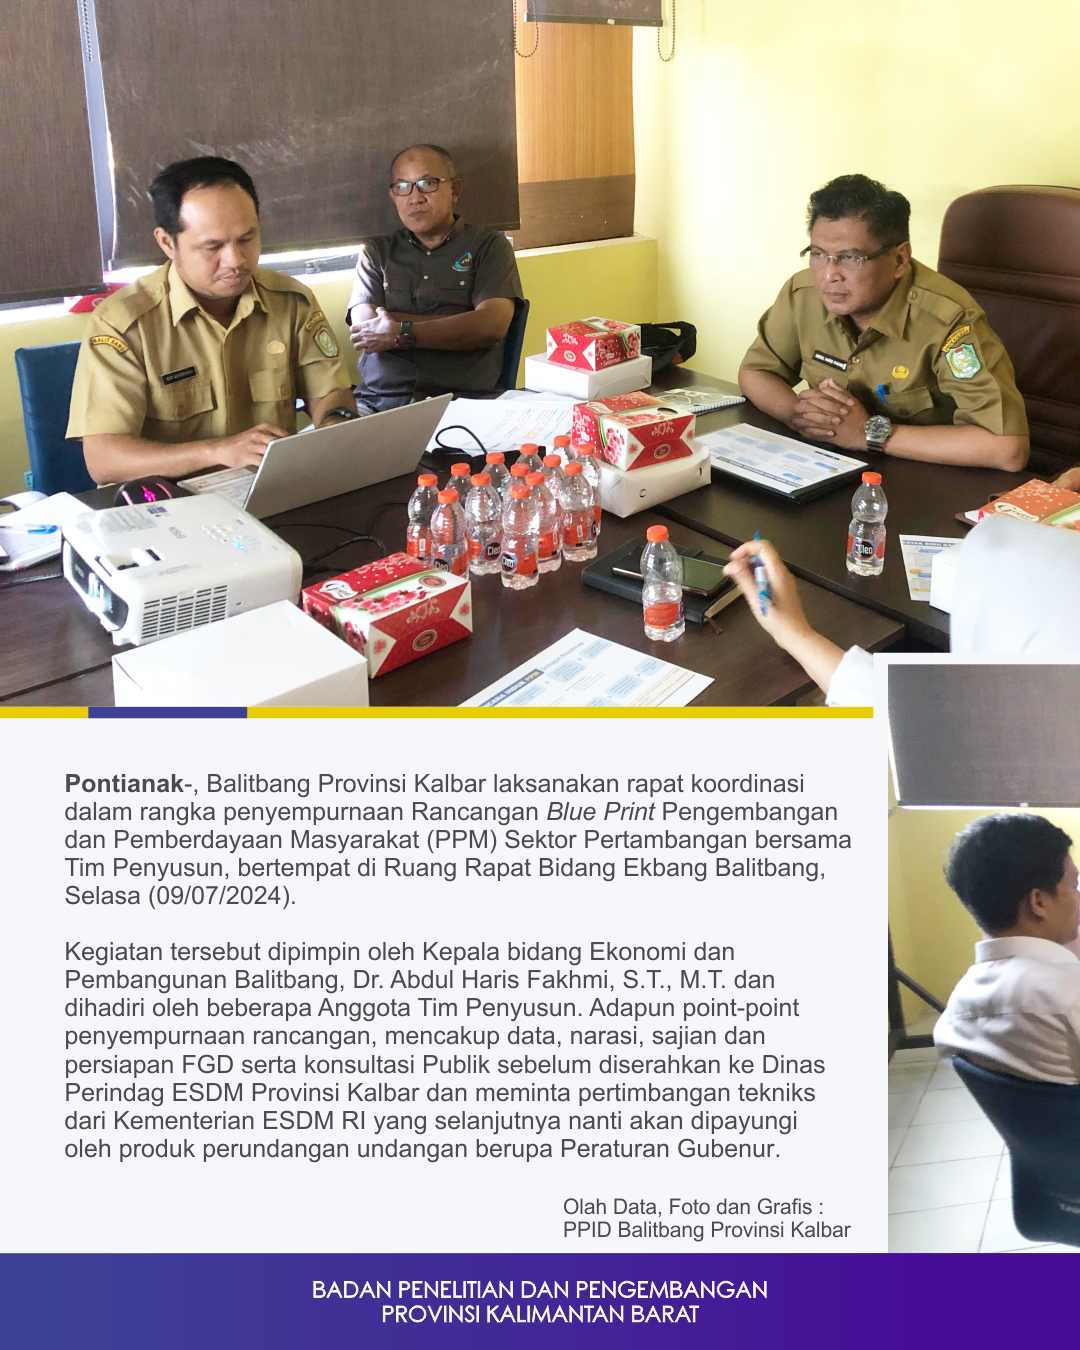 BALITBANG
Cleo
Cleo
Cleo
Cleo
Pontianak-, Balitbang Provinsi Kalbar laksanakan rapat koordinasi
dalam rangka penyempurnaan Rancangan Blue Print Pengembangan
dan Pemberdayaan Masyarakat (PPM) Sektor Pertambangan bersama
Tim Penyusun, bertempat di Ruang Rapat Bidang Ekbang Balitbang,
Selasa (09/07/2024).
Kegiatan tersebut dipimpin oleh Kepala bidang Ekonomi dan
Pembangunan Balitbang, Dr. Abdul Haris Fakhmi, S.T., M.T. dan
dihadiri oleh beberapa Anggota Tim Penyusun. Adapun point-point
penyempurnaan rancangan, mencakup data, narasi, sajian dan
persiapan FGD serta konsultasi Publik sebelum diserahkan ke Dinas
Perindag ESDM Provinsi Kalbar dan meminta pertimbangan tekniks
dari Kementerian ESDM RI yang selanjutnya nanti akan dipayungi
oleh produk perundangan undangan berupa Peraturan Gubenur.
Olah Data, Foto dan Grafis :
PPID Balitbang Provinsi Kalbar
BADAN PENELITIAN DAN PENGEMBANGAN
PROVINSI KALIMANTAN BARAT